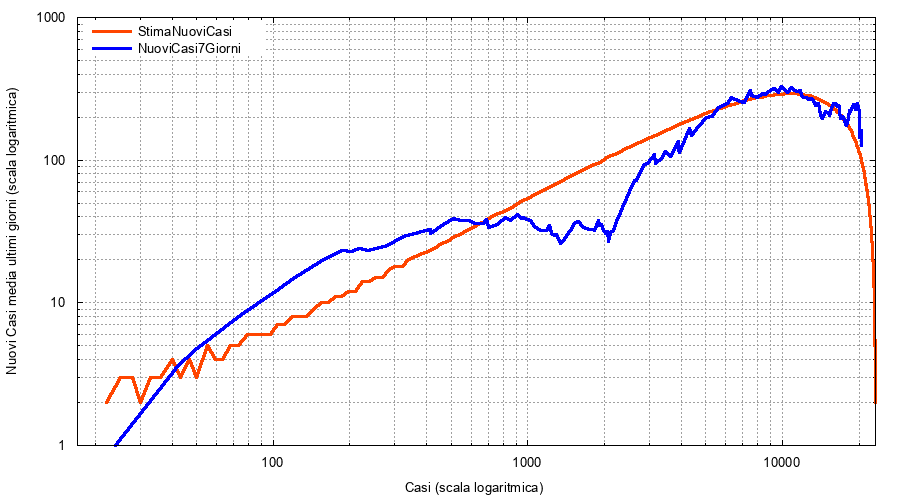 1000
100
10
1
StimaNuoviCasi
NuoviCasi7Giorni
Nuovi Casi media ultimi giorni (scala logaritmica)
100
1000
10000
Casi (scala logaritmica)